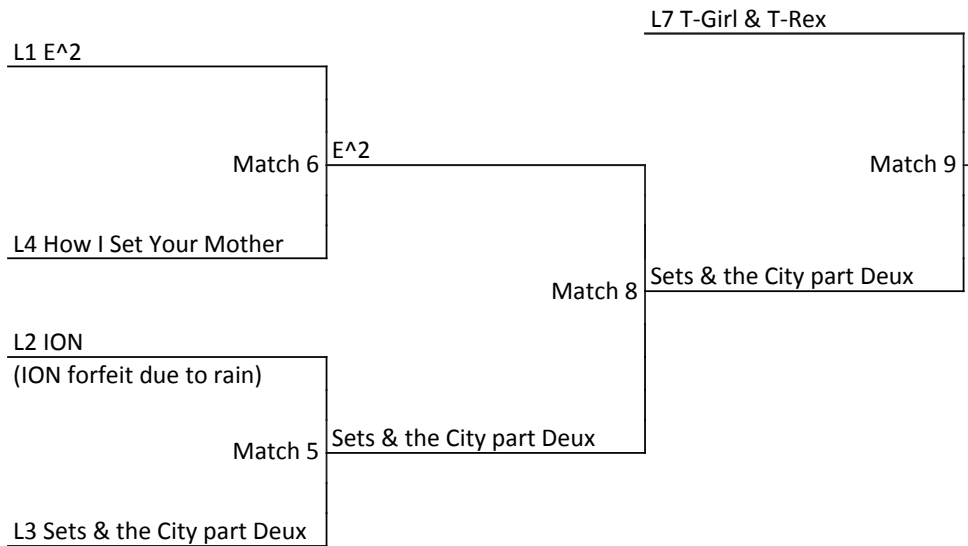 L7 T-Girl & T-Rex
L1 E^2
E^2
Match 6
Match 9
L4 How I Set Your Mother
Sets & the City part Deux
Match 8
L2 ION
(ION forfeit due to rain)
Sets & the City part Deux
Match 5
L3 Sets & the City part Deux